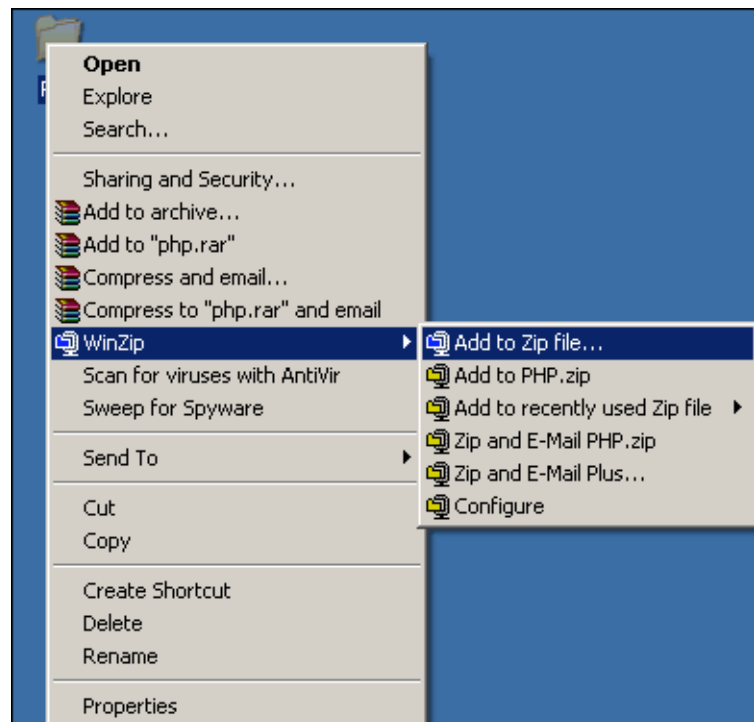 Open
Explore
Search...
Sharing and Security...
Add to archive...
Add to "php.rar"
Compress and email...
Compress to "php.rar" and email
WinZip
Scan for viruses with AntiVir
Sweep for Spyware
Send To
Cut
Copy
Create Shortcut
Delete
Rename
Properties
Add to Zip file...
Add to PHP.zip
Add to recently used Zip file
Zip and E-Mail PHP.zip
Zip and E-Mail Plus...
Configure